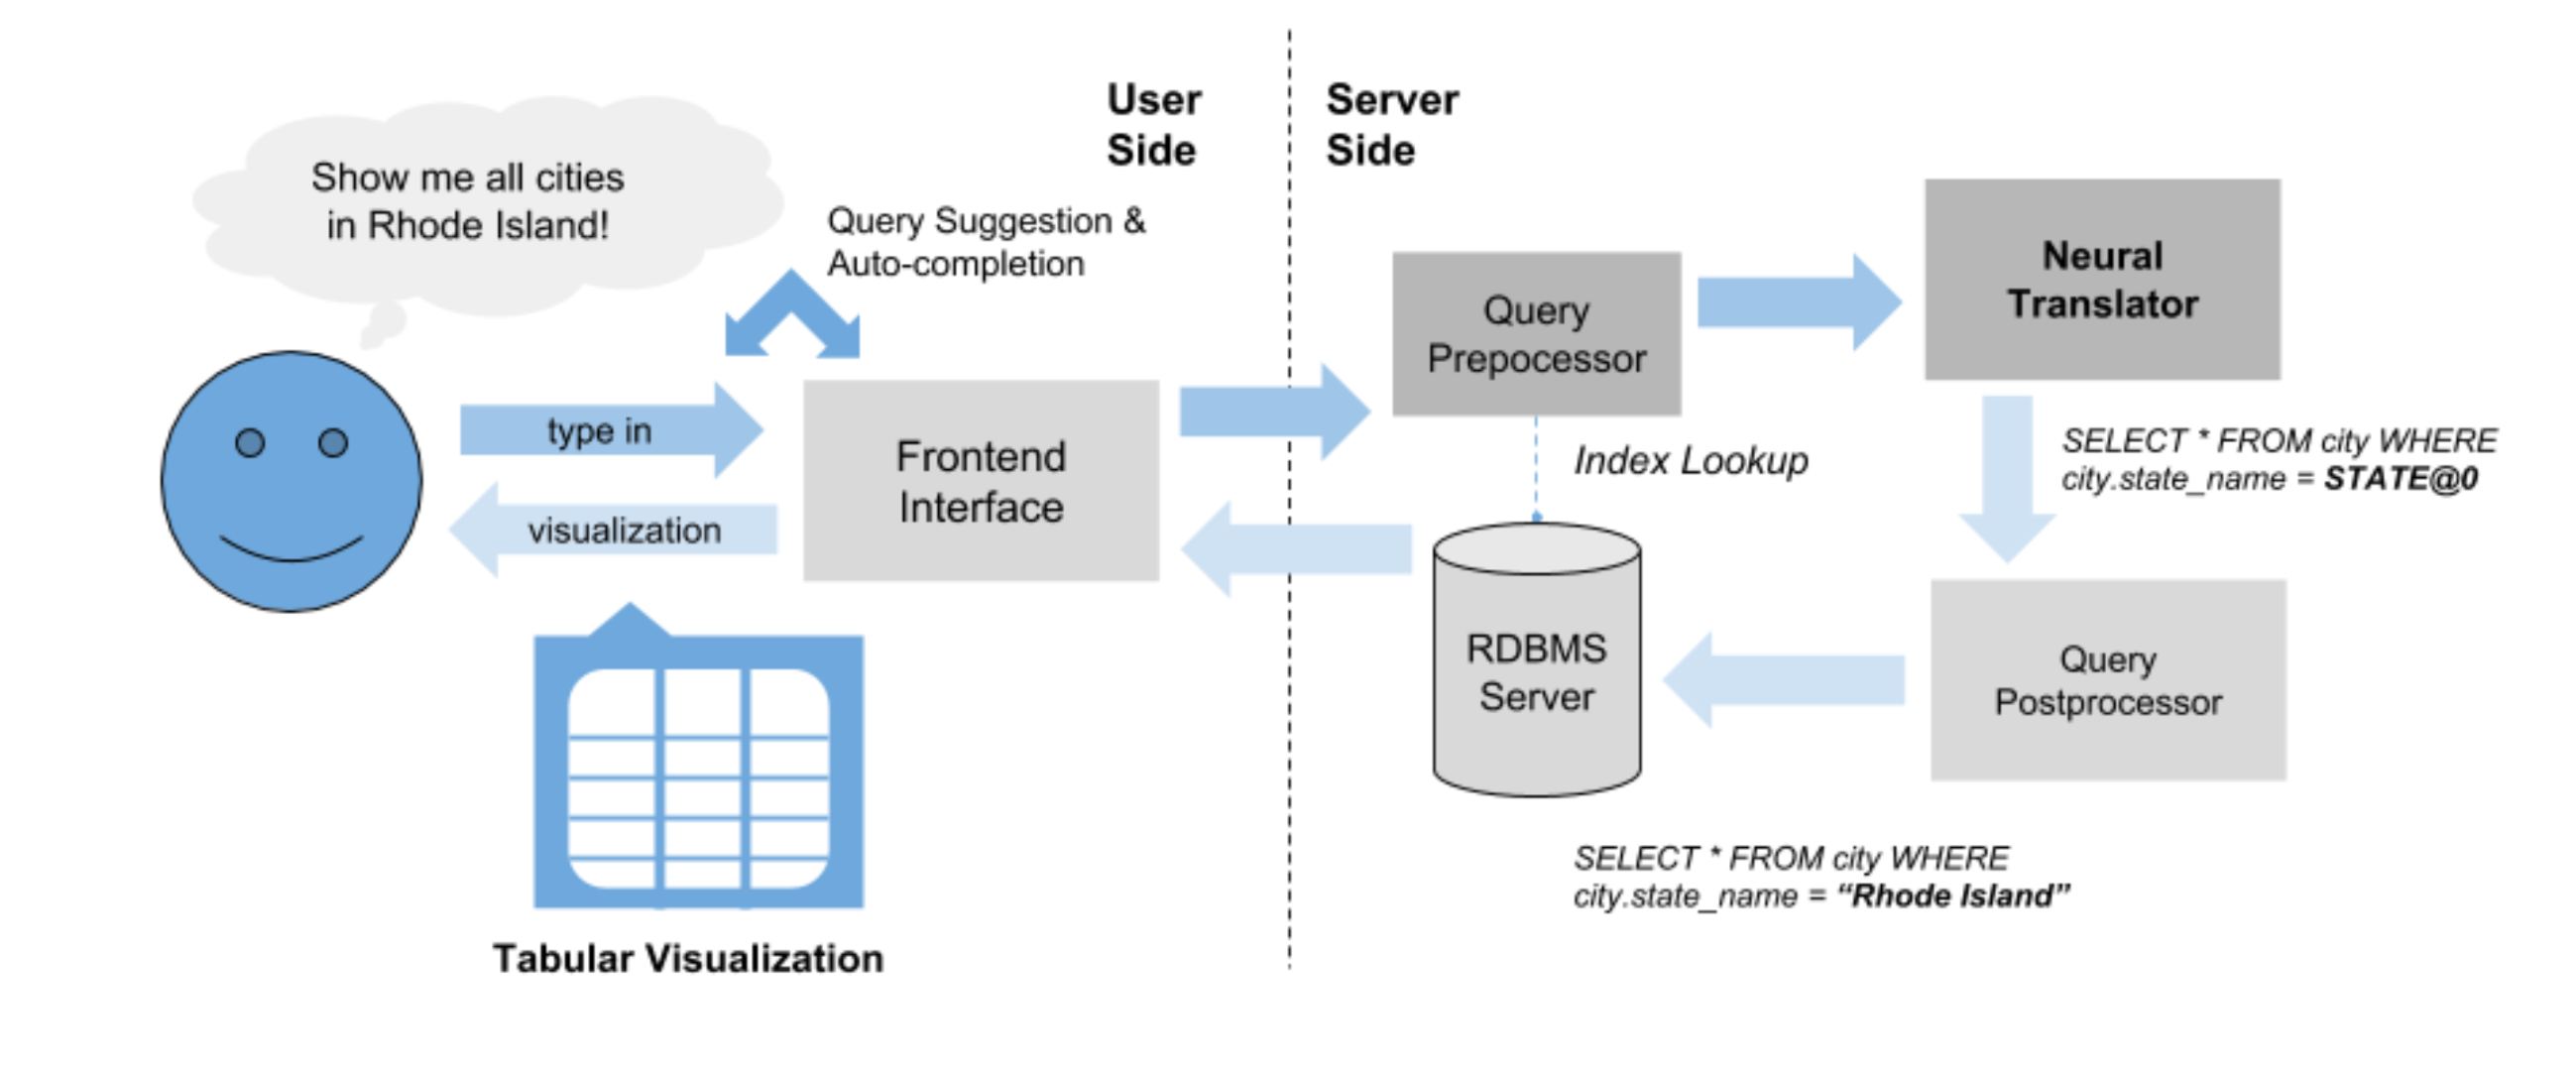 User
Side
Server
Side
Show me all cities
in Rhode Island!
Query Suggestion &
Auto-completion
type in
visualization
Frontend
Interface
Query
Prepocessor
Neural
Translator
Index Lookup
SELECT * FROM city WHERE
city.state_name = STATE@0
RDBMS
Server
Query
Postprocessor
SELECT * FROM city WHERE
city.state_name = “Rhode Island”
Tabular Visualization